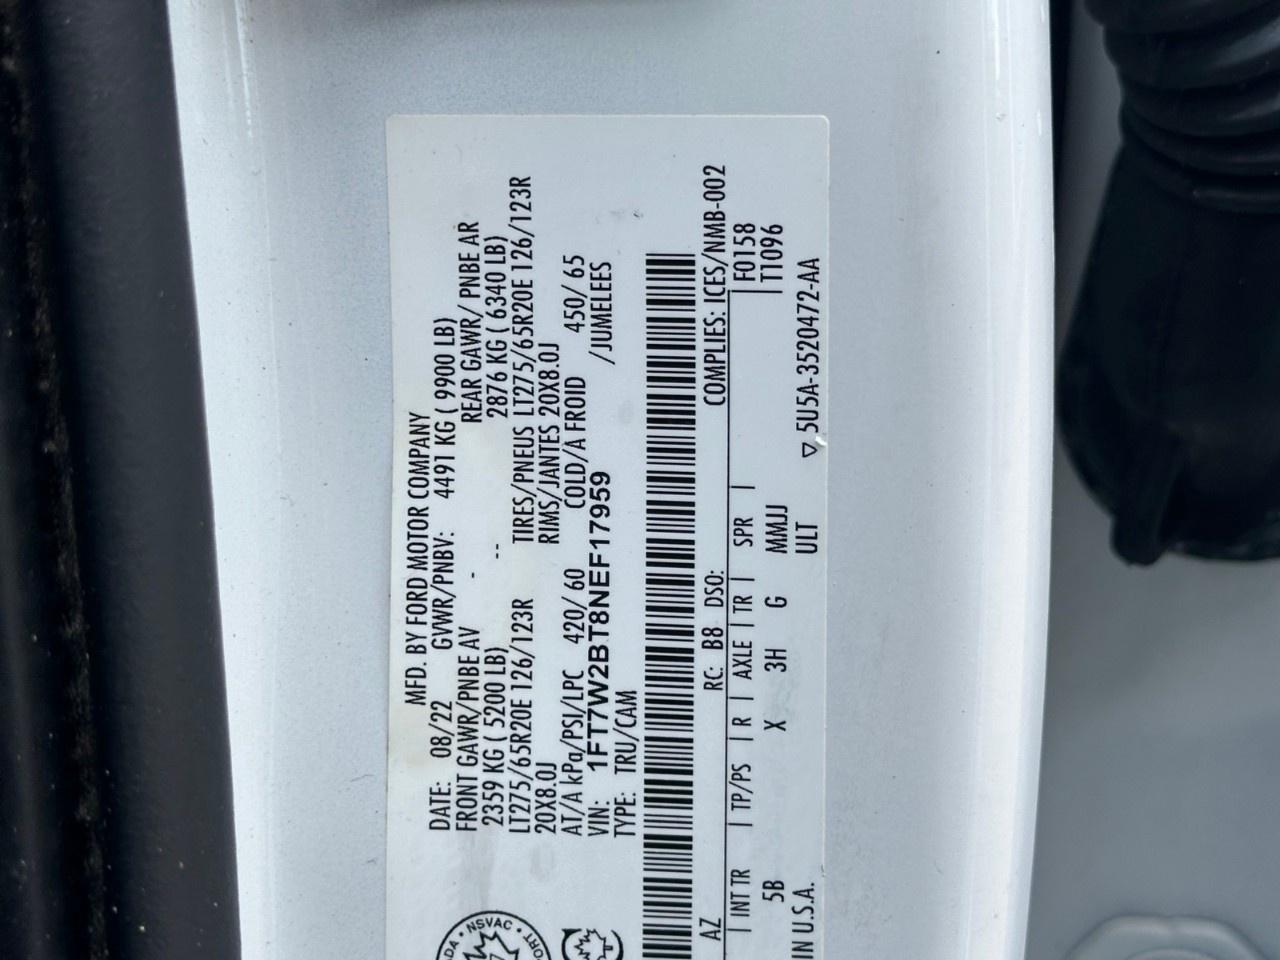 MFD. BY FORD MOTOR COMPANY
DATE: 08/22 GVWR/PNBV: 4491 KG ( 9900 LB)
FRONT GAWR/PNBE AV - REAR GAWR/ PNBE AR
2359 KG ( 5200 LB) -- 2876 KG ( 6340 LB)
LT275/65R20E 126/123R TIRES/PNEUS LT275/65R20E 126/123R
20X8.0J RIMS/JANTES 20X8.0J
AT/A kPa/PSI/LPC 420/ 60 COLD/A FROID 450/ 65
VIN: 1FT7W2BT8NEF17959 /JUMELEES
TYPE: TRU/CAM
AZ RC: B8 DSO: COMPLIES: ICES/NMB-002
INT TR TP/PS R AXLE TR SPR F0158
5B X 3H G MMJJ T1096
IN U.S.A. ULT 5U5A-3520472-AA
NSVAC